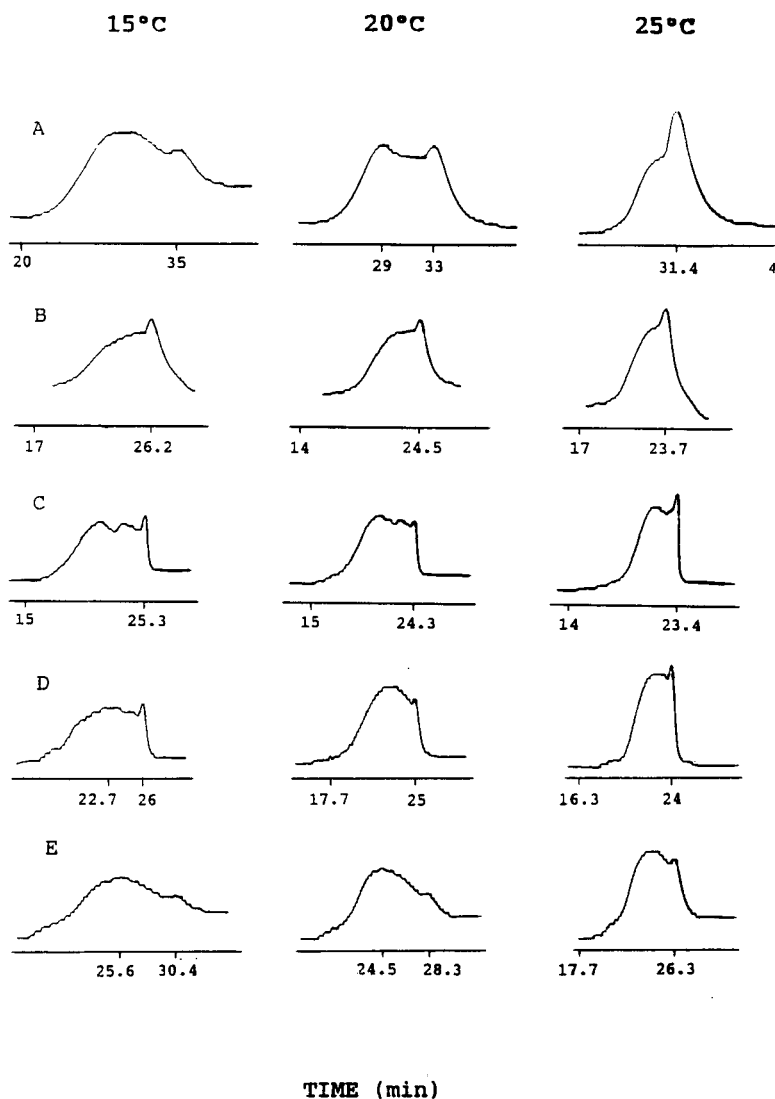 15°C 20°C 25°C
A
20 35 29 33 31.4 4
B
17 26.2 14 24.5 17 23.7
C
15 25.3 15 24.3 14 23.4
D
22.7 26 17.7 25 16.3 24
E
25.6 30.4 24.5 28.3 17.7 26.3
TIME (min)